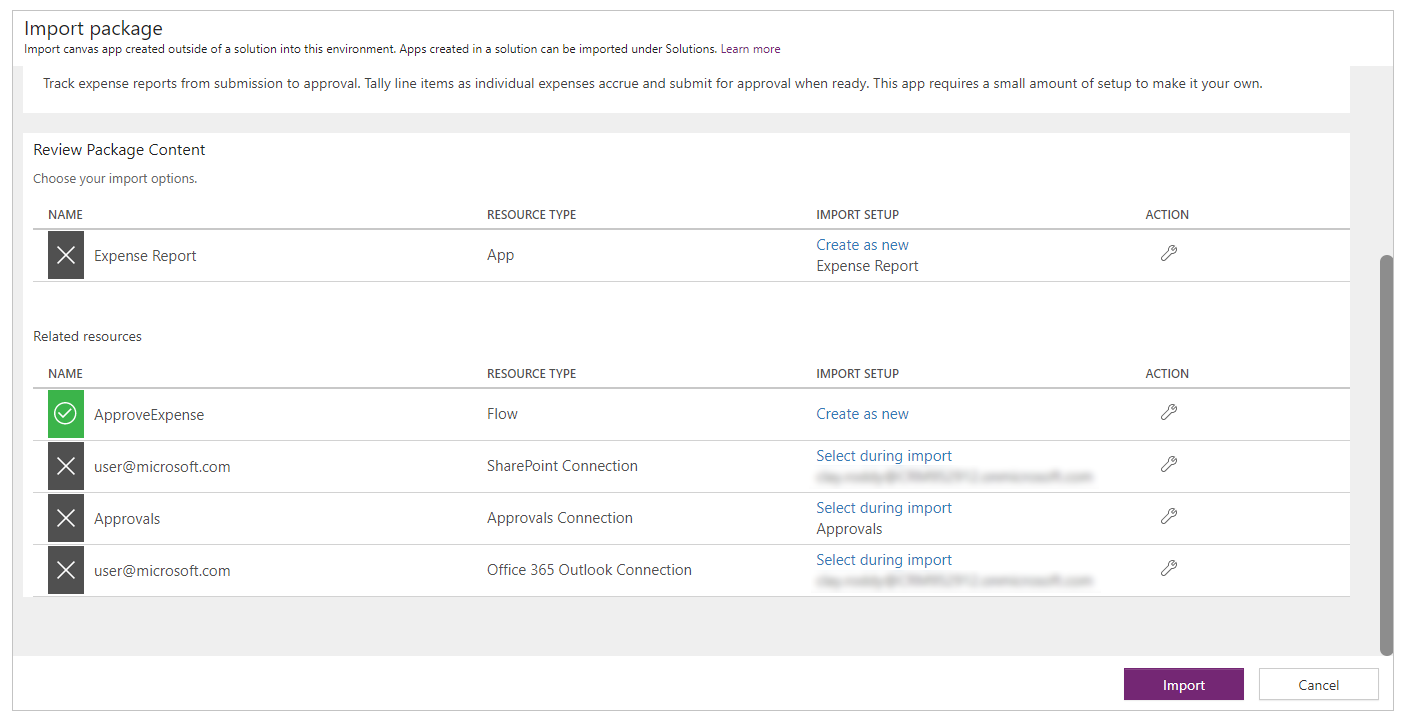 Import package
Import canvas app created outside of a solution into this environment. Apps created in a solution can be imported under Solutions. Learn more
Track expense reports from submission to approval. Tally line items as individual expenses accrue and submit for approval when ready. This app requires a small amount of setup to make it your own.
Review Package Content
Choose your import options.
NAME RESOURCE TYPE IMPORT SETUP ACTION
Expense Report App Create as new
Expense Report
Related resources
NAME RESOURCE TYPE IMPORT SETUP ACTION
ApproveExpense Flow Create as new
user@microsoft.com SharePoint Connection Select during import
Approvals Approvals Connection Select during import
Approvals
user@microsoft.com Office 365 Outlook Connection Select during import
Import Cancel